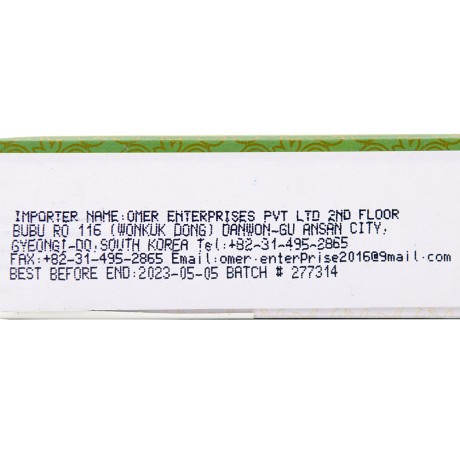 IMPORTER NAME:OMER ENTERPRISES PVT LTD 2ND FLOOR
BUBU RO 116 (WONKUK DONG) DANWON-GU ANSAN CITY,
GYEONGI-DO,SOUTH KOREA Tel:+82-31-495-2865
FAX:+82-31-495-2865 Email:omer.enterPrise2016@9mail.com
BEST BEFORE END:2023-05-05 BATCH # 277314